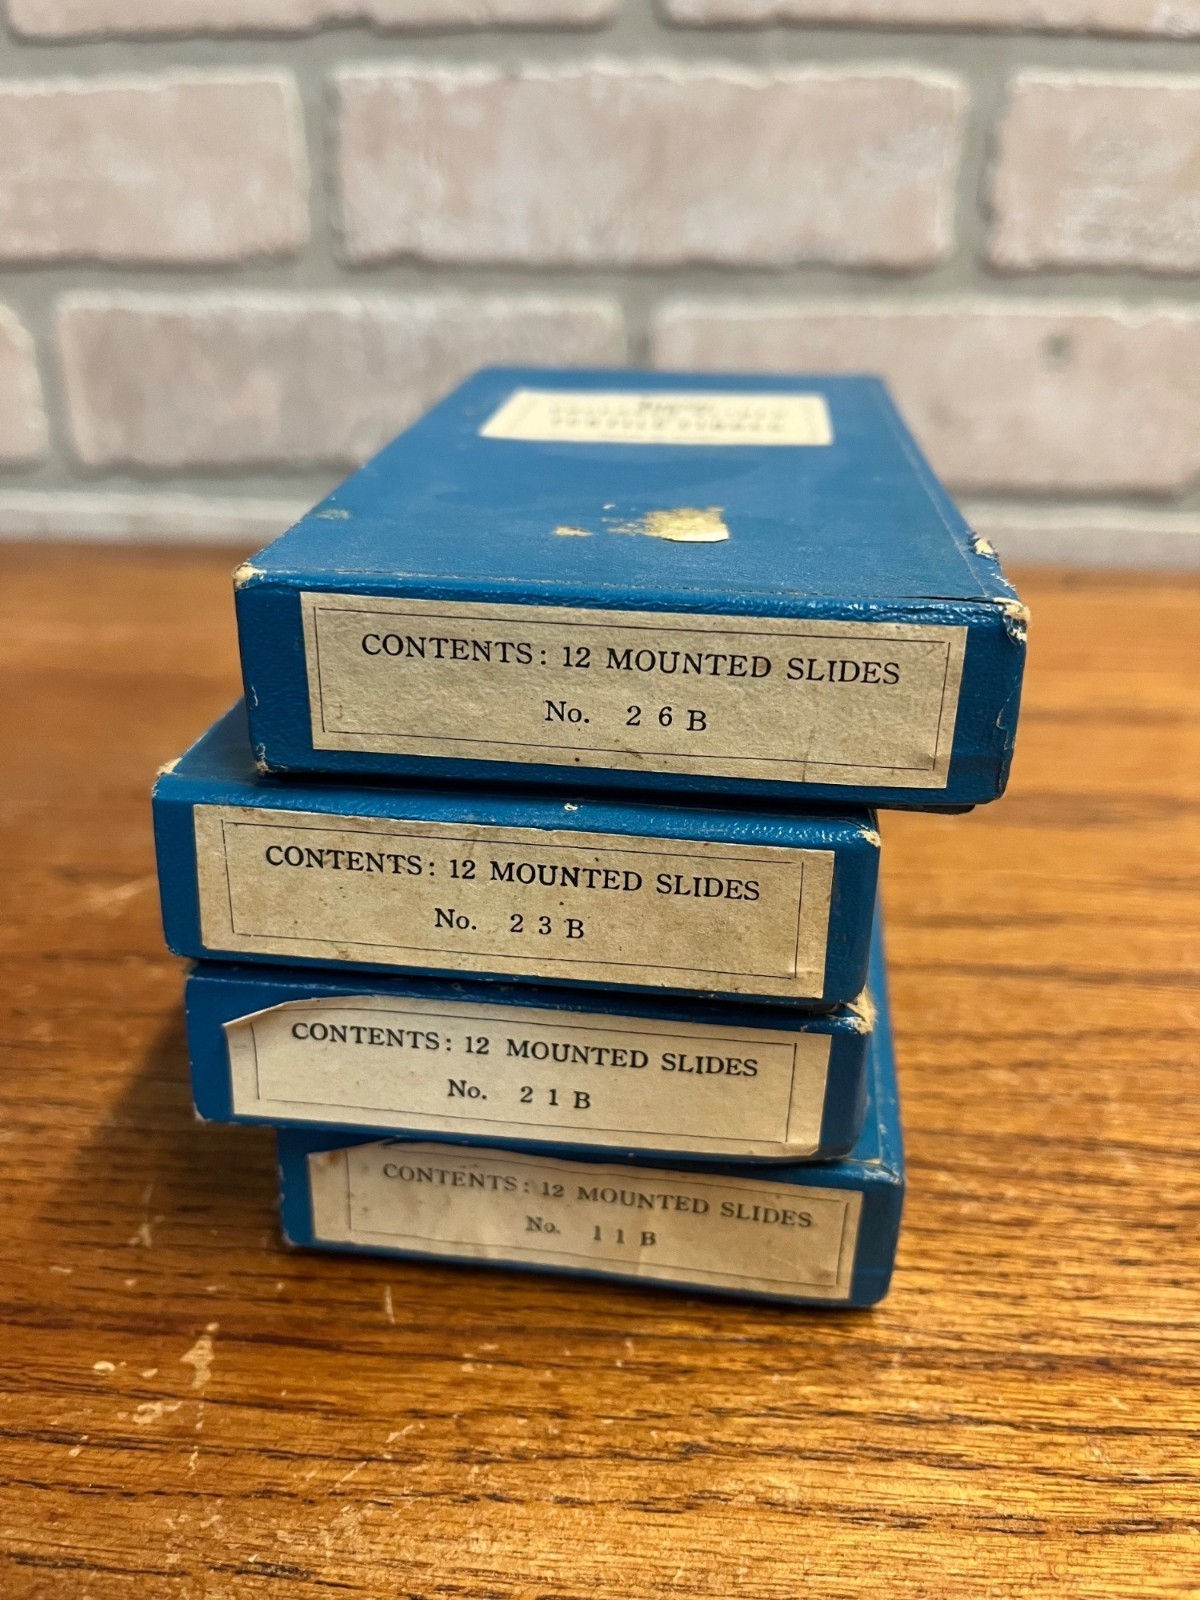 CONTENTS: 12 MOUNTED SLIDES
No. 26B
CONTENTS: 12 MOUNTED SLIDES
No. 23B
CONTENTS: 12 MOUNTED SLIDES
No. 21B
CONTENTS: 12 MOUNTED SLIDES
No. 11B